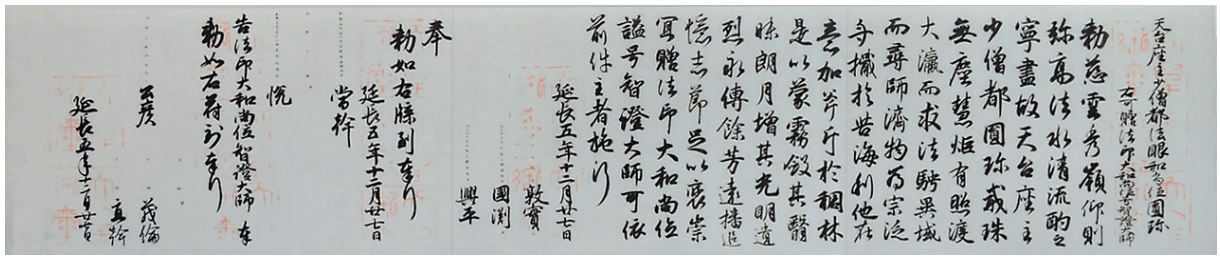 天台座主少僧都法眼和尚位圓珍
右可贈法印大和尚位号智證大師
勅慈雲秀嶺仰則
弥高法水清流酌之
寧盡故天台座主
少僧都圓珍戒珠
無塵慧炬有照渡
大瀛而求法騁異域
而尋師濟物為宗泛
舟檝於苦海利他在
意加斧斤於稠林
是以蒙霧斂其翳
昧朗月增其光明遺
烈永傳餘芳遠播追
憶志節足以褒崇
冝贈法印大和尚位
謚号智證大師可依
前件主者施行
延長五年十二月廿七日
敦實
國淵
興平
奉
勅如右牒到奉行
延長五年十二月廿七日
當幹
悦
告法印大和尚位智證大師 奉
勅如右符到奉行
茂倫
公廣
直幹
延長五年十二月廿七日